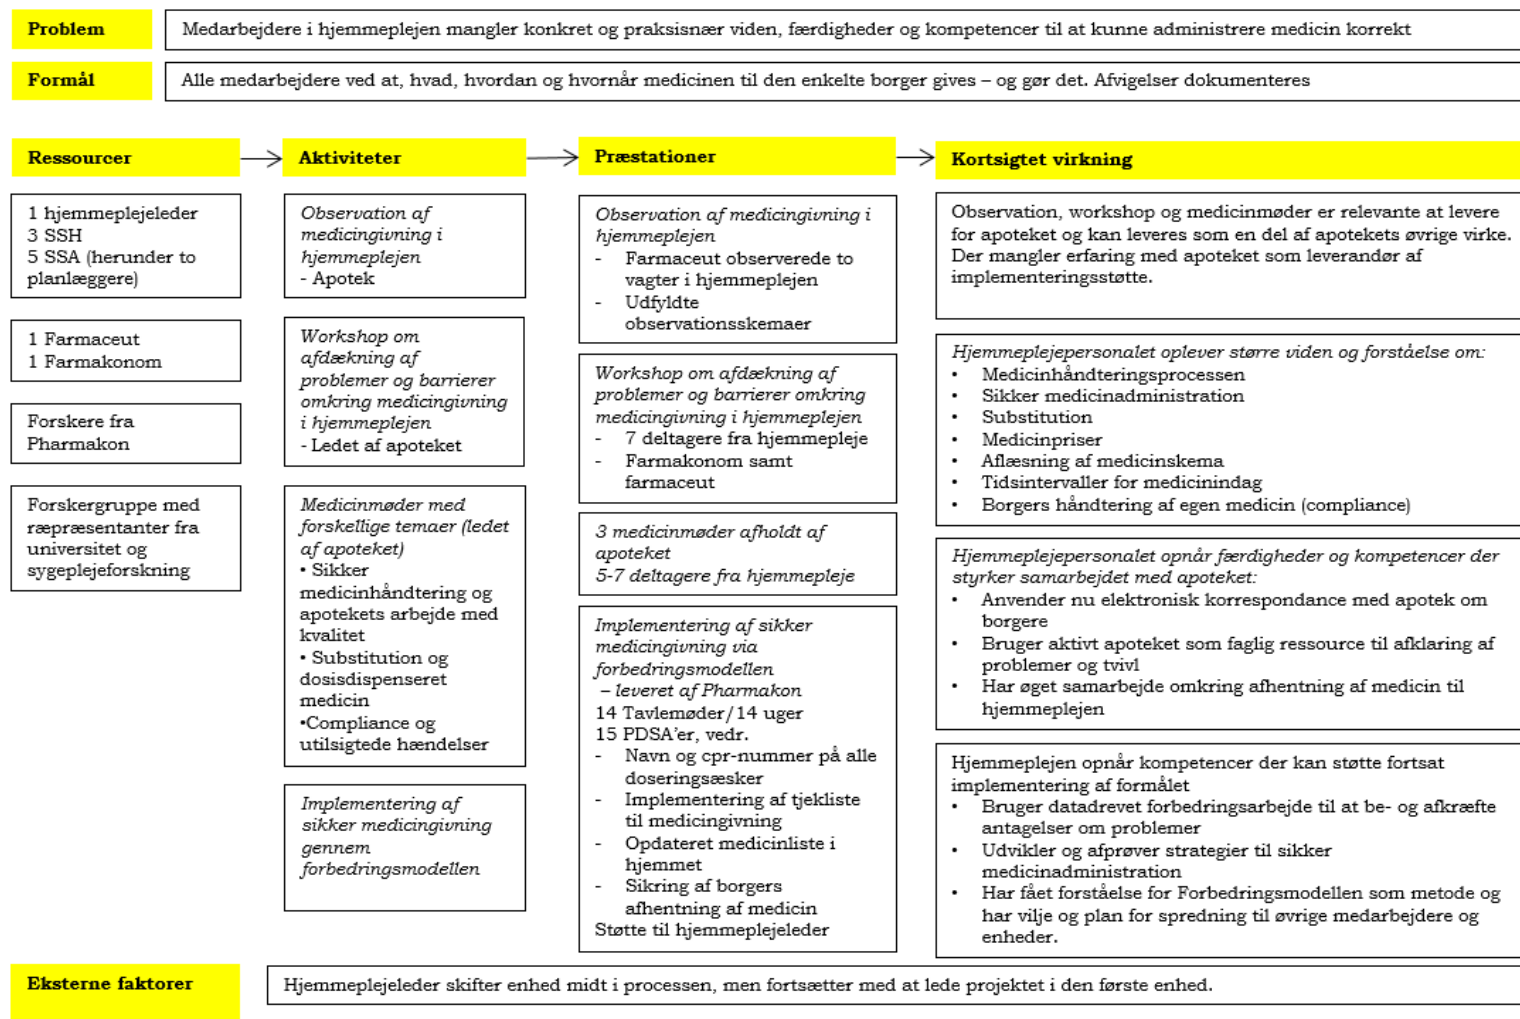 Problem
Medarbejdere i hjemmeplejen mangler konkret og praksisnær viden, færdigheder og kompetencer til at kunne administrere medicin korrekt
Formål
Alle medarbejdere ved at, hvad, hvordan og hvornår medicinen til den enkelte borger gives – og gør det. Afvigelser dokumenteres
Ressourcer
1 hjemmeplejeleder
3 SSH
5 SSA (herunder to
planlæggere)
1 Farmaceut
1 Farmakonom
Forskere fra
Pharmakon
Forskergruppe med
ræpræsentanter fra
universitet og
sygeplejeforskning
Aktiviteter
Observation af
medicingivning i
hjemmeplejen
- Apotek
Workshop om
afdækning af
problemer og barrierer
omkring medicingivning
i hjemmeplejen
- Ledet af apoteket
Medicinmøder med
forskellige temaer (ledet
af apoteket)
• Sikker
medicinhåndtering og
apotekets arbejde med
kvalitet
• Substitution og
dosisdispenseret
medicin
•Compliance og
utilsigtede hændelser
Implementering af
sikker medicingivning
gennem
forbedringsmodellen
Præstationer
Observation af medicingivning i
hjemmeplejen
- Farmaceut observerede to
vagter i hjemmeplejen
- Udfyldte
observationsskemaer
Workshop om afdækning af
problemer og barrierer omkring
medicingivning i hjemmeplejen
- 7 deltagere fra hjemmepleje
- Farmakonom samt
farmaceut
3 medicinmøder afholdt af
apoteket
5-7 deltagere fra hjemmepleje
Implementering af sikker
medicingivning via
forbedringsmodellen
– leveret af Pharmakon
14 Tavlemøder/14 uger
15 PDSA’er, vedr.
- Navn og cpr-nummer på alle
doseringsæsker
- Implementering af tjekliste
til medicingivning
- Opdateret medicinliste i
hjemmet
- Sikring af borgers
afhentning af medicin
Støtte til hjemmeplejeleder
Kortsigtet virkning
Observation, workshop og medicinmøder er relevante at levere
for apoteket og kan leveres som en del af apotekets øvrige virke.
Der mangler erfaring med apoteket som leverandør af
implementeringsstøtte.
Hjemmeplejepersonalet oplever større viden og forståelse om:
• Medicinhåndteringsprocessen
• Sikker medicinadministration
• Substitution
• Medicinpriser
• Aflæsning af medicinskema
• Tidsintervaller for medicinindag
• Borgers håndtering af egen medicin (compliance)
Hjemmeplejepersonalet opnår færdigheder og kompetencer der
styrker samarbejdet med apoteket:
• Anvender nu elektronisk korrespondance med apotek om
borgere
• Bruger aktivt apoteket som faglig ressource til afklaring af
problemer og tvivl
• Har øget samarbejde omkring afhentning af medicin til
hjemmeplejen
Hjemmeplejen opnår kompetencer der kan støtte fortsat
implementering af formålet
• Bruger datadrevet forbedringsarbejde til at be- og afkræfte
antagelser om problemer
• Udvikler og afprøver strategier til sikker
medicinadministration
• Har fået forståelse for Forbedringsmodellen som metode og
har vilje og plan for spredning til øvrige medarbejdere og
enheder.
Eksterne faktorer
Hjemmeplejeleder skifter enhed midt i processen, men fortsætter med at lede projektet i den første enhed.